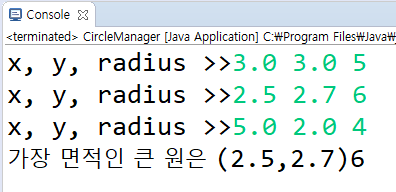 Console
<terminated> CircleManager [Java Application] C:₩Program Files₩Java₩j
x, y, radius >>3.0 3.0 5
x, y, radius >>2.5 2.7 6
x, y, radius >>5.0 2.0 4
가장 면적인 큰 원은 (2.5,2.7)6